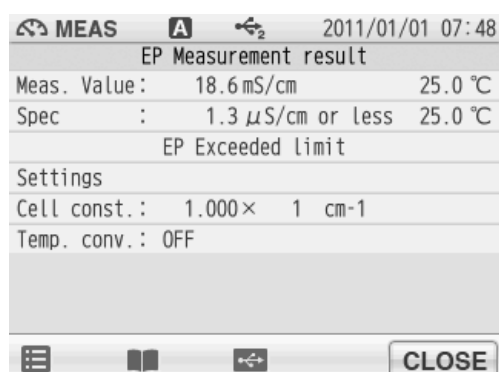 MEAS A 2 2011/01/01 07:48
EP Measurement result
Meas. Value: 18.6 mS/cm 25.0 ℃
Spec : 1.3 μS/cm or less 25.0 ℃
EP Exceeded limit
Settings
Cell const.: 1.000× 1 cm-1
Temp. conv.: OFF
CLOSE